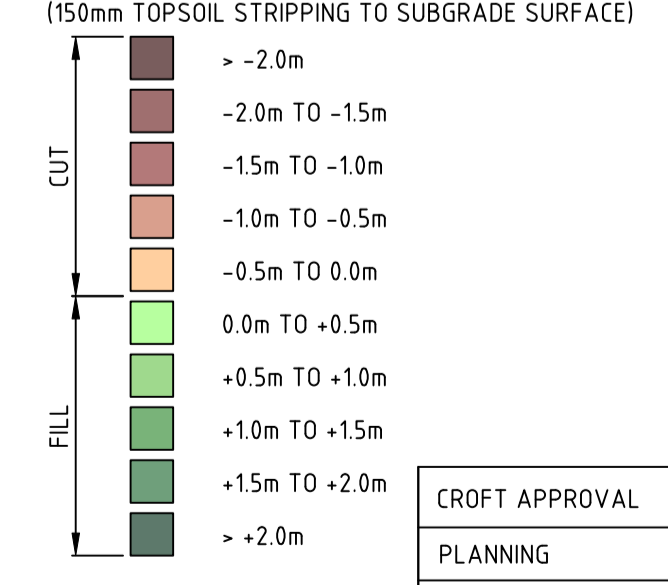 (150mm TOPSOIL STRIPPING TO SUBGRADE SURFACE)
CUT
> -2.0m
-2.0m TO -1.5m
-1.5m TO -1.0m
-1.0m TO -0.5m
-0.5m TO 0.0m
FILL
0.0m TO +0.5m
+0.5m TO +1.0m
+1.0m TO +1.5m
+1.5m TO +2.0m
> +2.0m
CROFT APPROVAL
PLANNING